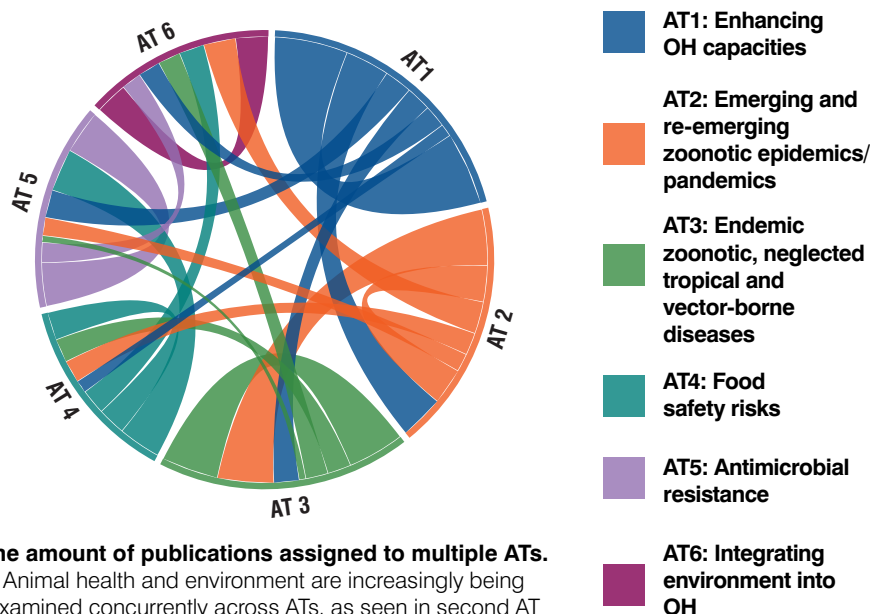 AT 6
AT1
AT 5
AT 2
AT 4
AT 3
AT1: Enhancing
OH capacities
AT2: Emerging and
re-emerging
zoonotic epidemics/
pandemics
AT3: Endemic
zoonotic, neglected
tropical and
vector-borne
diseases
AT4: Food
safety risks
AT5: Antimicrobial
resistance
AT6: Integrating
environment into
OH
amount of publications assigned to multiple ATs.
Animal health and environment are increasingly being
concurrently across ATs, as seen in second AT